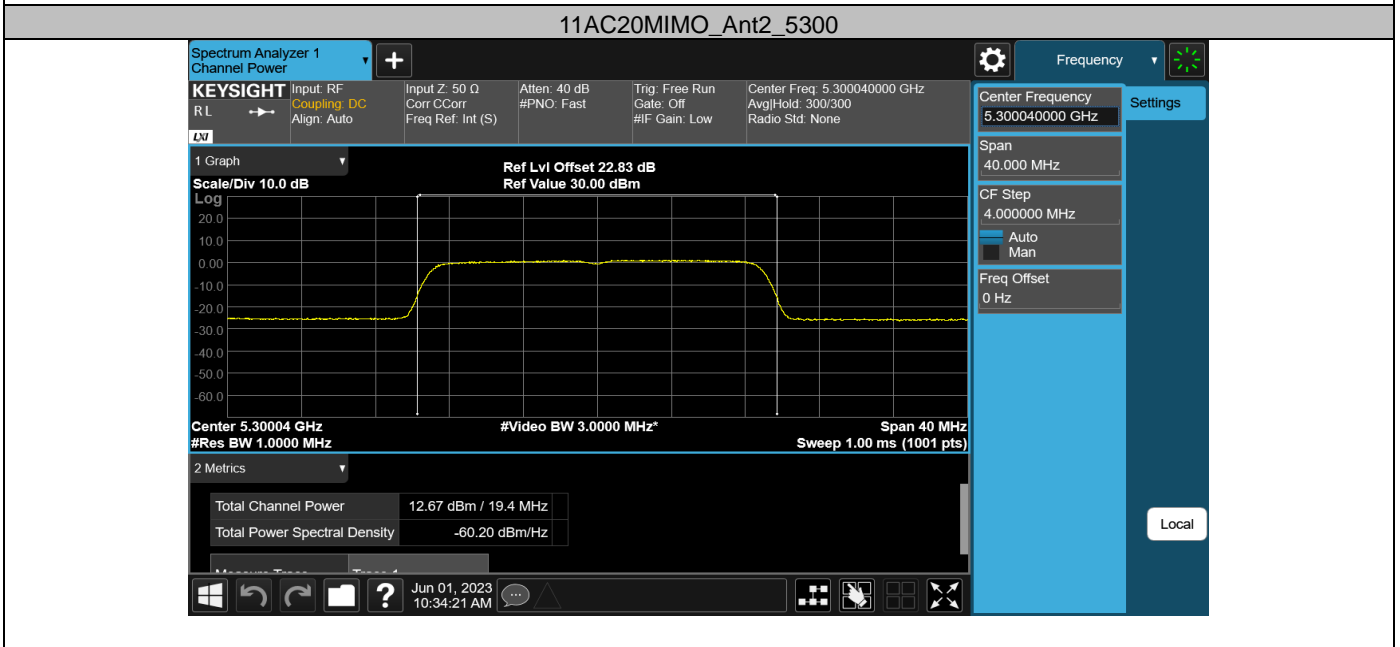 11AC20MIMO_Ant2_5300
Spectrum Analyzer 1
Channel Power
Frequency
KEYSIGHT
R L
LXI
Input: RF
Coupling: DC
Align: Auto
Input Z: 50 Ω
Corr CCorr
Freq Ref: Int (S)
Atten: 40 dB
#PNO: Fast
Trig: Free Run
Gate: Off
#IF Gain: Low
Center Freq: 5.300040000 GHz
Avg|Hold: 300/300
Radio Std: None
Center Frequency
5.300040000 GHz
Settings
Span
40.000 MHz
CF Step
4.000000 MHz
Auto
Man
Freq Offset
0 Hz
Local
1 Graph
Scale/Div 10.0 dB
Ref Lvl Offset 22.83 dB
Ref Value 30.00 dBm
Log
20.0
10.0
0.00
-10.0
-20.0
-30.0
-40.0
-50.0
-60.0
Center 5.30004 GHz
#Video BW 3.0000 MHz*
Span 40 MHz
#Res BW 1.0000 MHz
Sweep 1.00 ms (1001 pts)
2 Metrics
Total Channel Power 12.67 dBm / 19.4 MHz
Total Power Spectral Density -60.20 dBm/Hz
Measure Trace Trace 1
?
Jun 01, 2023
10:34:21 AM